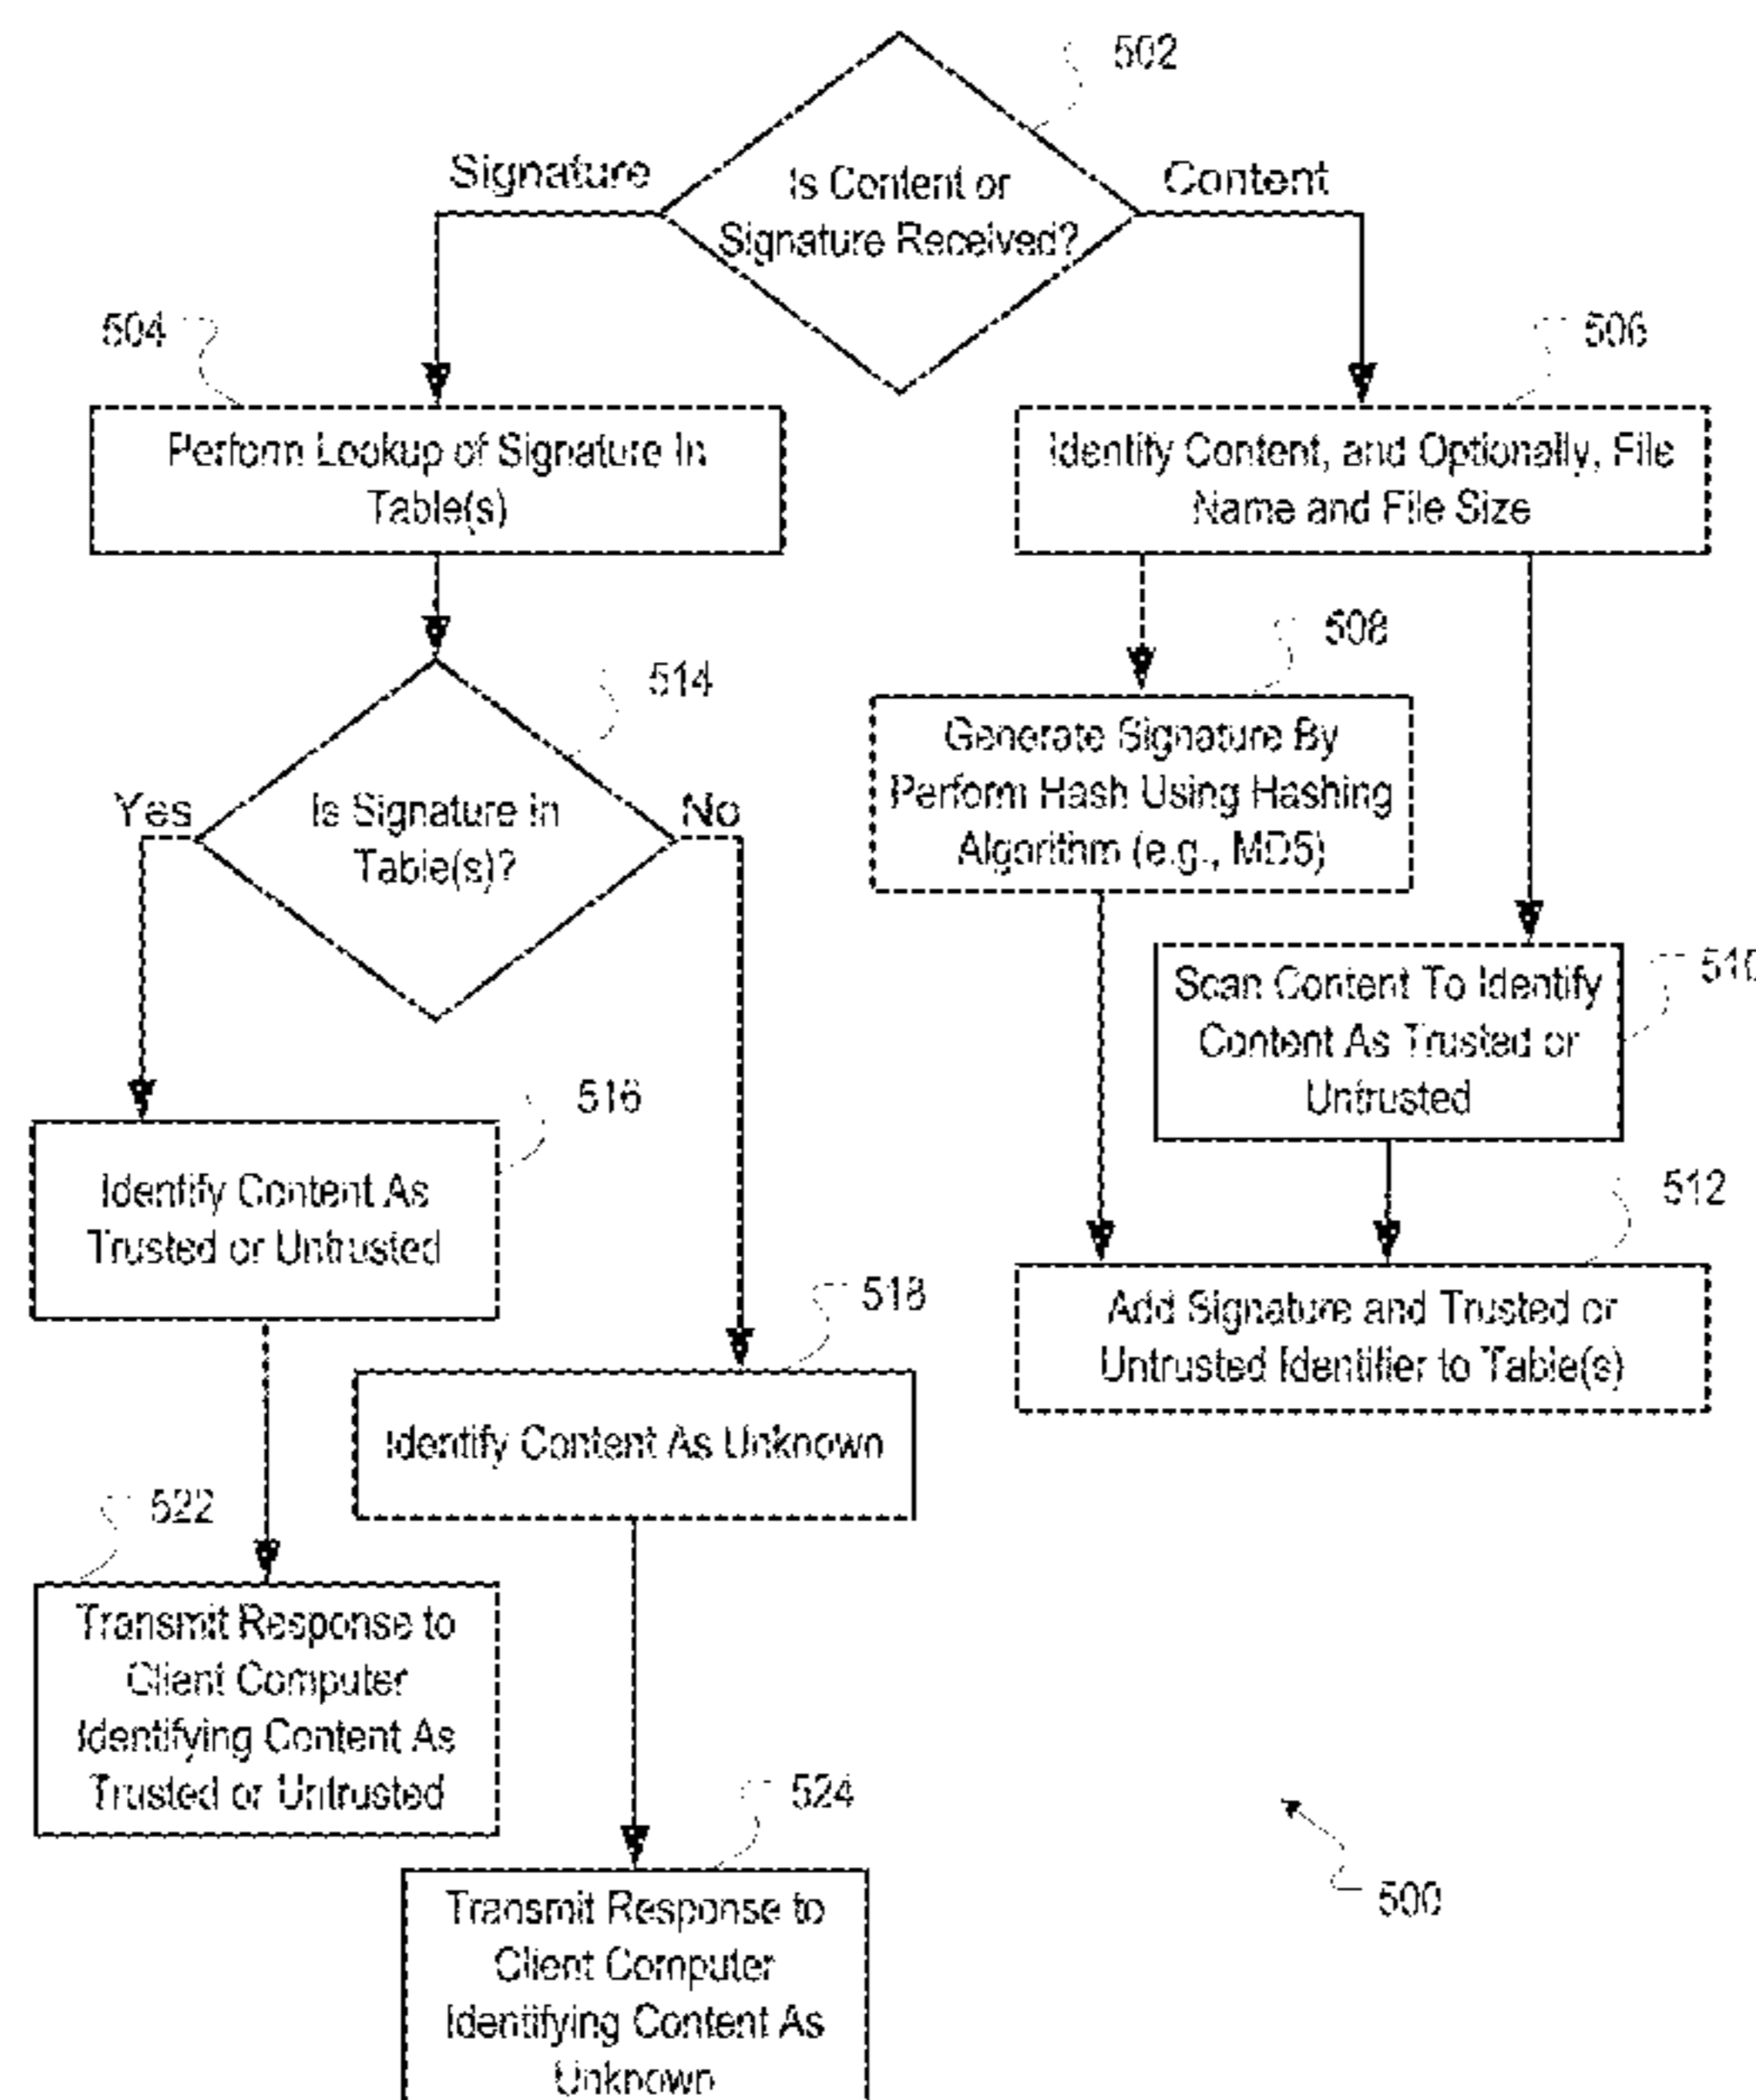 502
Signature
Is Content or
Signature Received?
Content
504
506
Perform Lookup of Signature In
Table(s)
Identify Content, and Optionally, File
Name and File Size
508
514
Generate Signature By
Perform Hash Using Hashing
Algorithm (e.g., MD5)
Yes
Is Signature in
Table(s)?
No
510
Scan Content To Identify
Content As Trusted or
Untrusted
516
Identify Content As
Trusted or Untrusted
512
Add Signature and Trusted or
Untrusted Identifier to Table(s)
518
Identify Content As Unknown
522
Transmit Response to
Client Computer
Identifying Content As
Trusted or Untrusted
524
Transmit Response to
Client Computer
Identifying Content As
Unknown
500